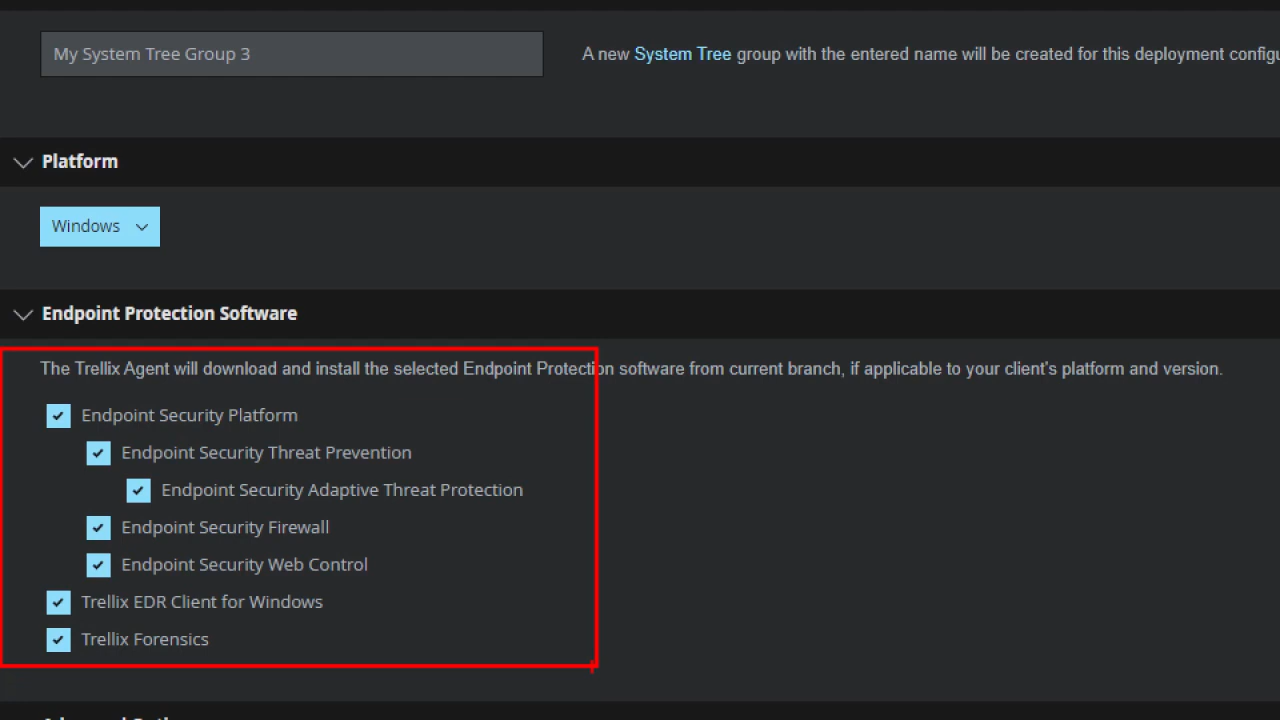 My System Tree Group 3
A new System Tree group with the entered name will be created for this deployment
Platform
Windows
Endpoint Protection Software
The Trellix Agent will download and install the selected Endpoint Protection software from current branch, if applicable to your client's platform and version.
Endpoint Security Platform
Endpoint Security Threat Prevention
Endpoint Security Adaptive Threat Protection
Endpoint Security Firewall
Endpoint Security Web Control
Trellix EDR Client for Windows
Trellix Forensics